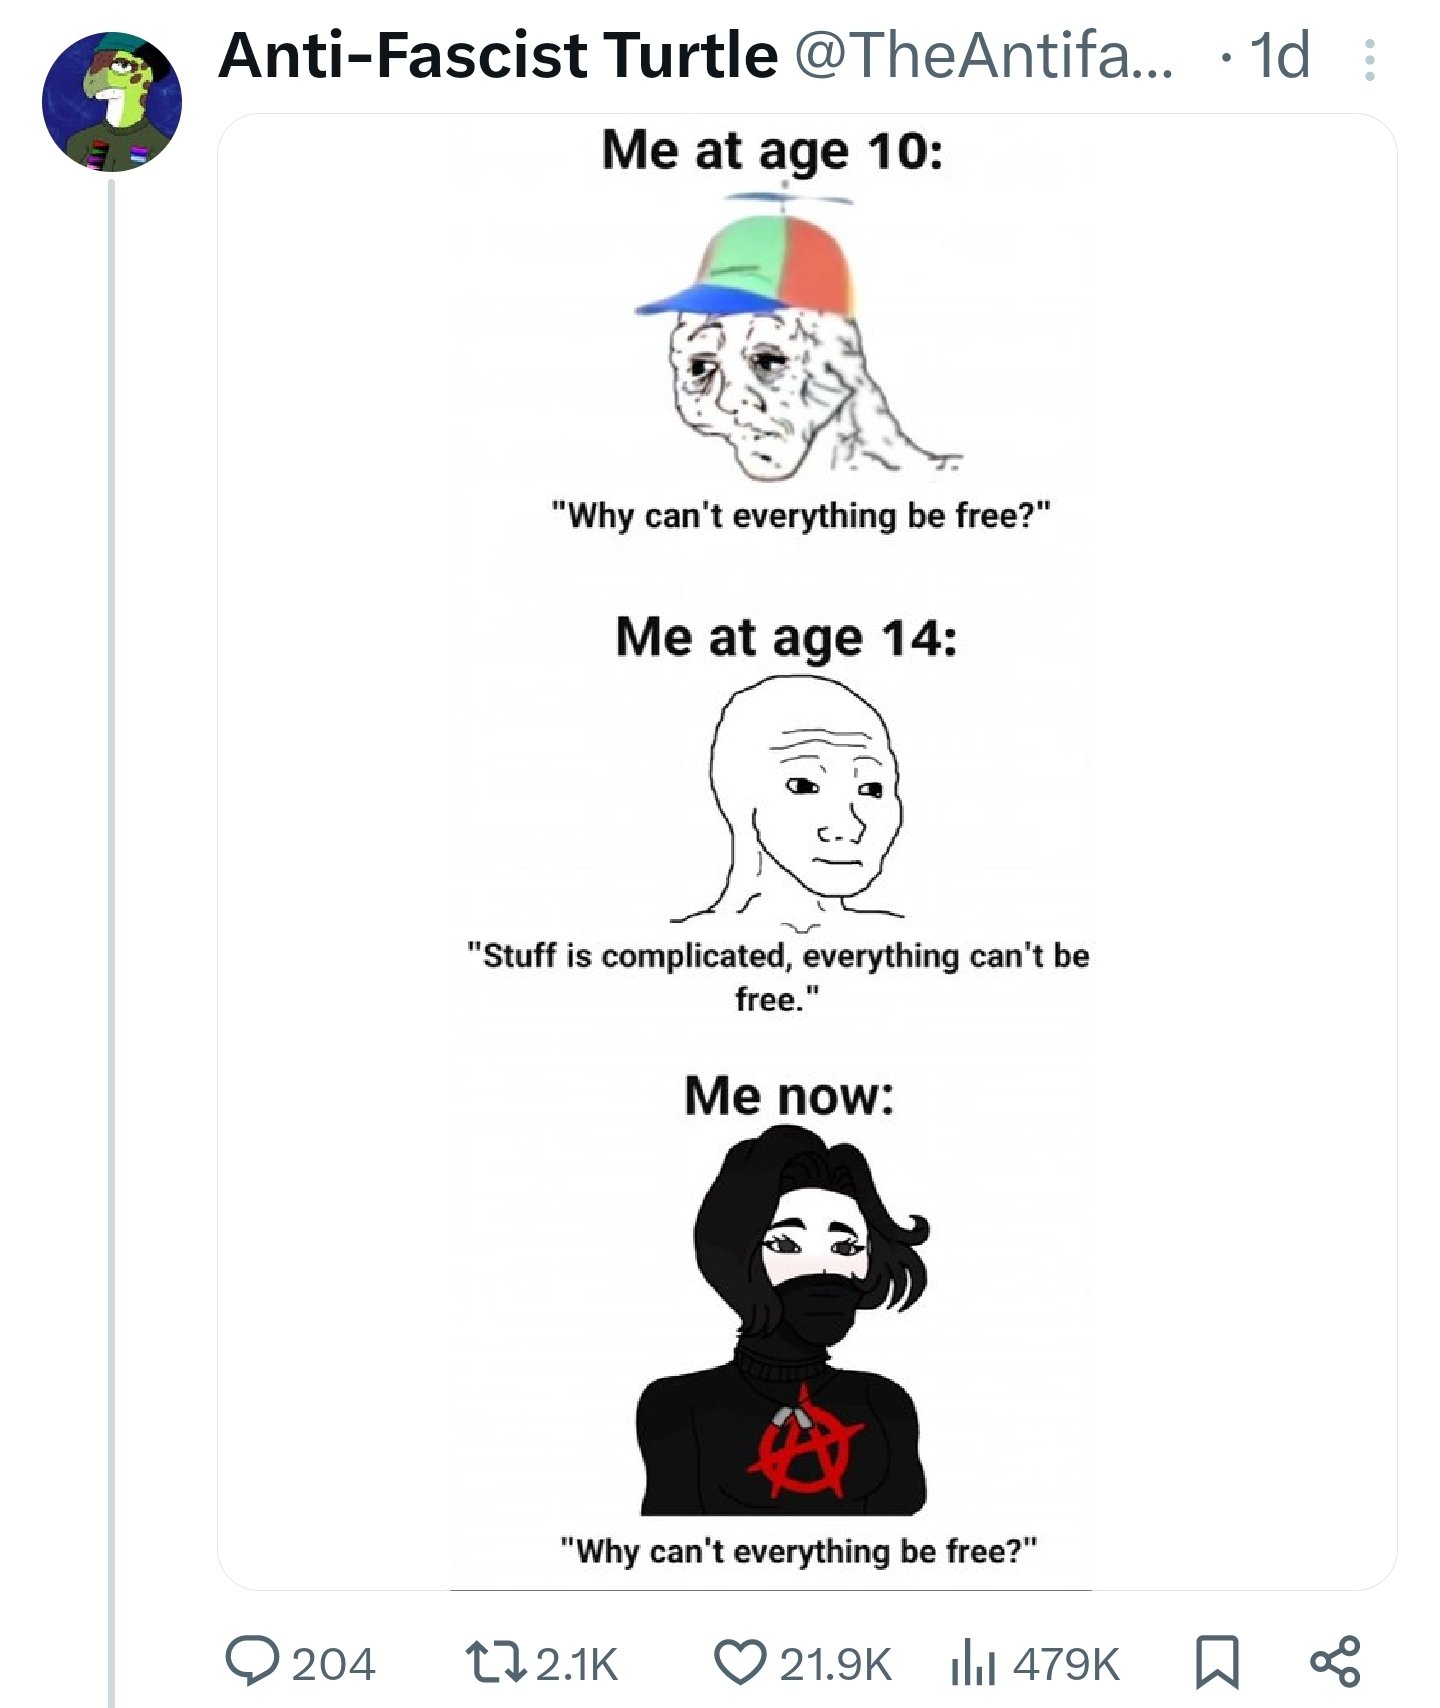 Anti-Fascist Turtle @TheAntifa... · 1d
Me at age 10:
"Why can't everything be free?"
Me at age 14:
"Stuff is complicated, everything can't be
free."
Me now:
"Why can't everything be free?"
204 2.1K 21.9K 479K